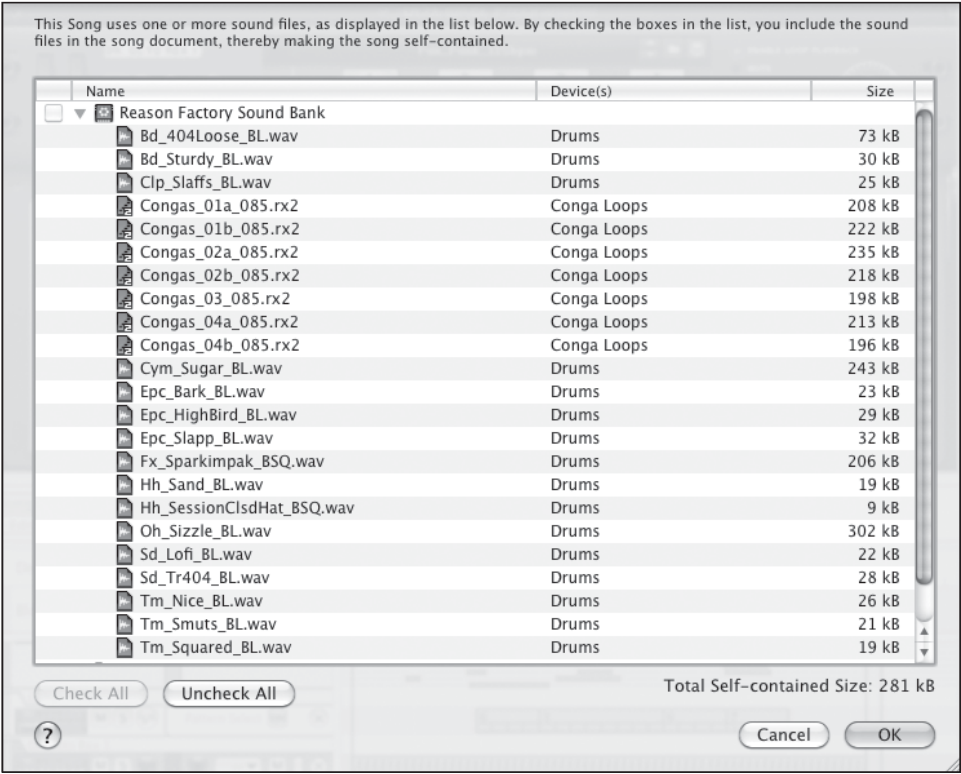 This Song uses one or more sound files, as displayed in the list below. By checking the boxes in the list, you include the sound
files in the song document, thereby making the song self-contained.
Name Device(s) Size
Reason Factory Sound Bank
Bd_404Loose_BL.wav Drums 73 kB
Bd_Sturdy_BL.wav Drums 30 kB
Clp_Slaffs_BL.wav Drums 25 kB
Congas_01a_085.rx2 Conga Loops 208 kB
Congas_01b_085.rx2 Conga Loops 222 kB
Congas_02a_085.rx2 Conga Loops 235 kB
Congas_02b_085.rx2 Conga Loops 218 kB
Congas_03_085.rx2 Conga Loops 198 kB
Congas_04a_085.rx2 Conga Loops 213 kB
Congas_04b_085.rx2 Conga Loops 196 kB
Cym_Sugar_BL.wav Drums 243 kB
Epc_Bark_BL.wav Drums 23 kB
Epc_HighBird_BL.wav Drums 29 kB
Epc_Slapp_BL.wav Drums 32 kB
Fx_Sparkimpak_BSQ.wav Drums 206 kB
Hh_Sand_BL.wav Drums 19 kB
Hh_SessionClsdHat_BSQ.wav Drums 9 kB
Oh_Sizzle_BL.wav Drums 302 kB
Sd_Lofi_BL.wav Drums 22 kB
Sd_Tr404_BL.wav Drums 28 kB
Tm_Nice_BL.wav Drums 26 kB
Tm_Smuts_BL.wav Drums 21 kB
Tm_Squared_BL.wav Drums 19 kB
Check All Uncheck All Total Self-contained Size: 281 kB
? Cancel OK